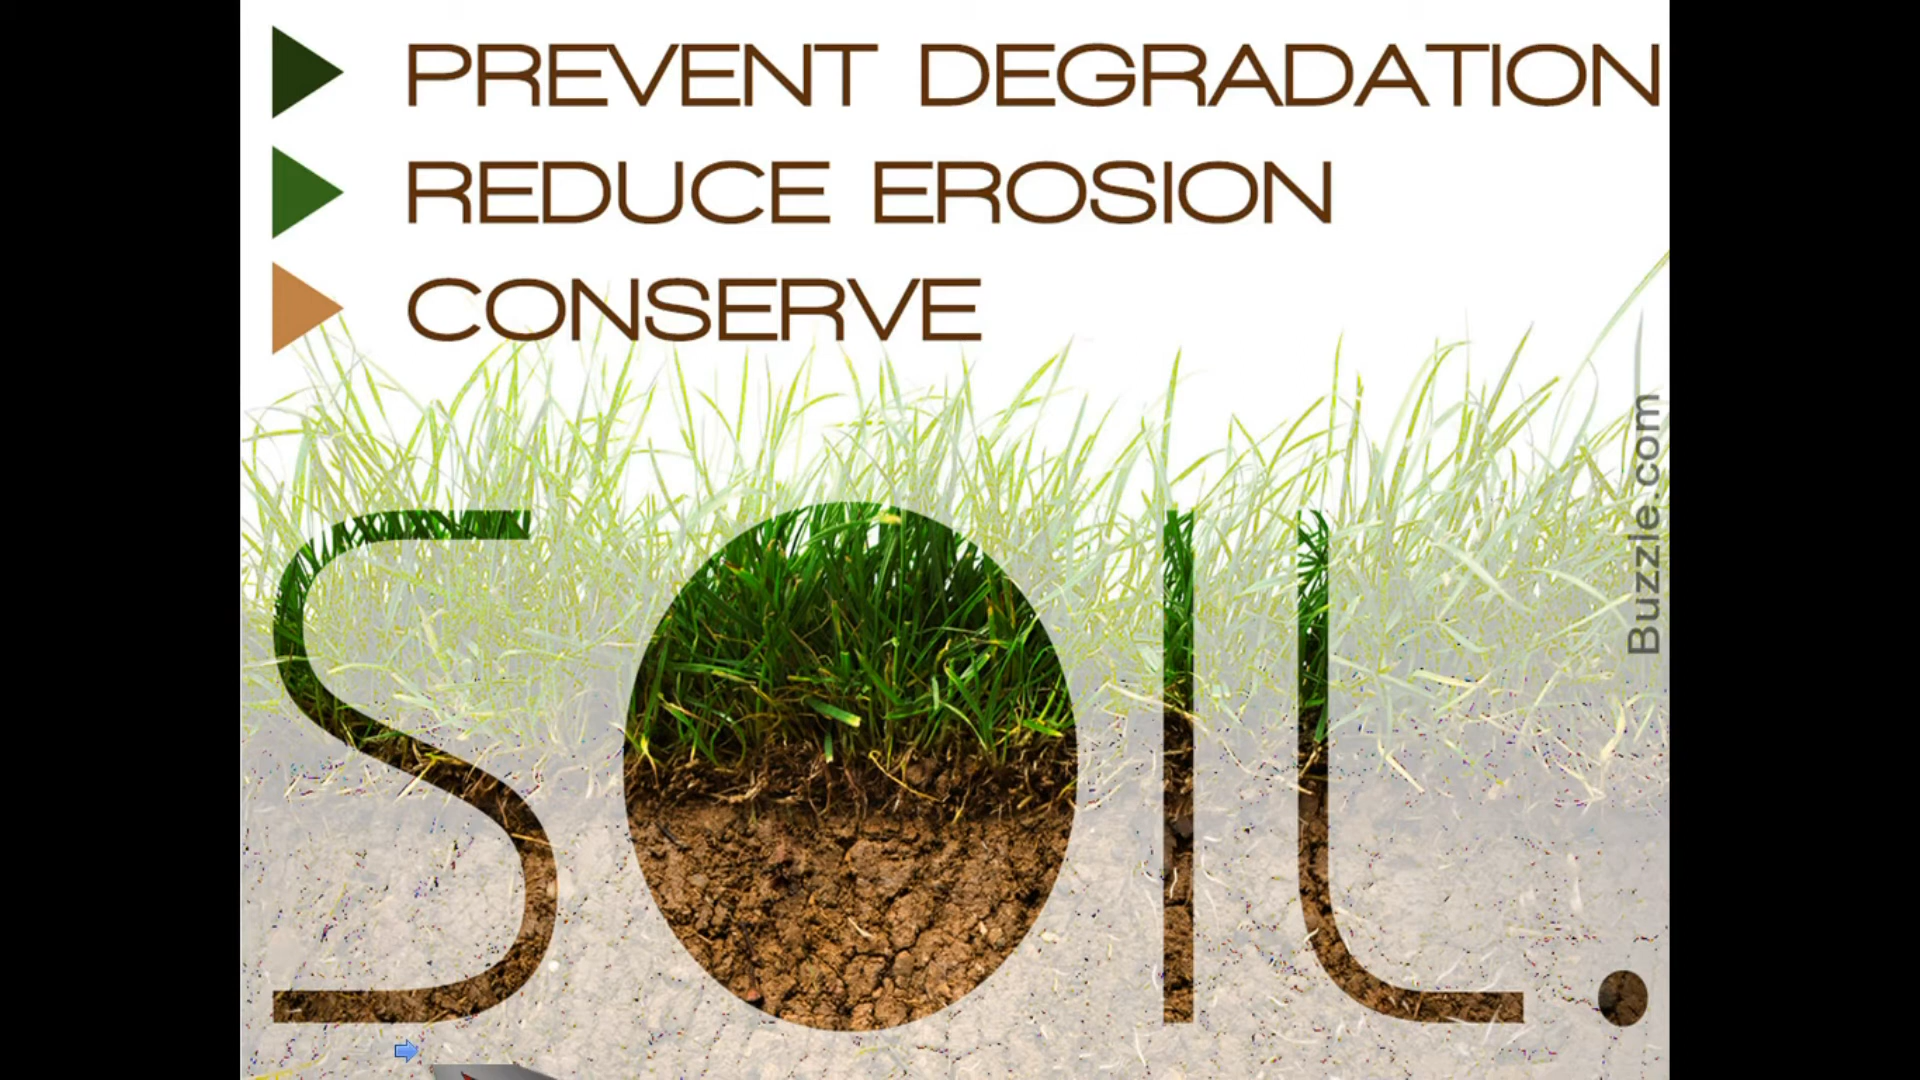 PREVENT DEGRADATION
REDUCE EROSION
CONSERVE
SOIL.
Buzzle.com